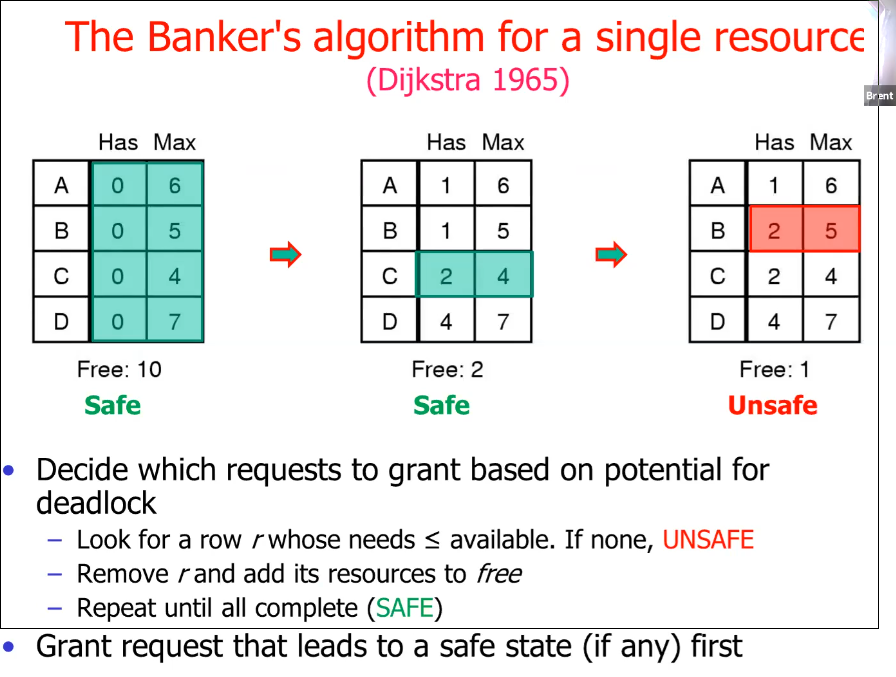 The Banker's algorithm for a single resource
(Dijkstra 1965)
Brent
Has Max
A 0 6
B 0 5
C 0 4
D 0 7
Free: 10
Safe
Has Max
A 1 6
B 1 5
C 2 4
D 4 7
Free: 2
Safe
Has Max
A 1 6
B 2 5
C 2 4
D 4 7
Free: 1
Unsafe
• Decide which requests to grant based on potential for
deadlock
– Look for a row r whose needs ≤ available. If none, UNSAFE
– Remove r and add its resources to free
– Repeat until all complete (SAFE)
• Grant request that leads to a safe state (if any) first